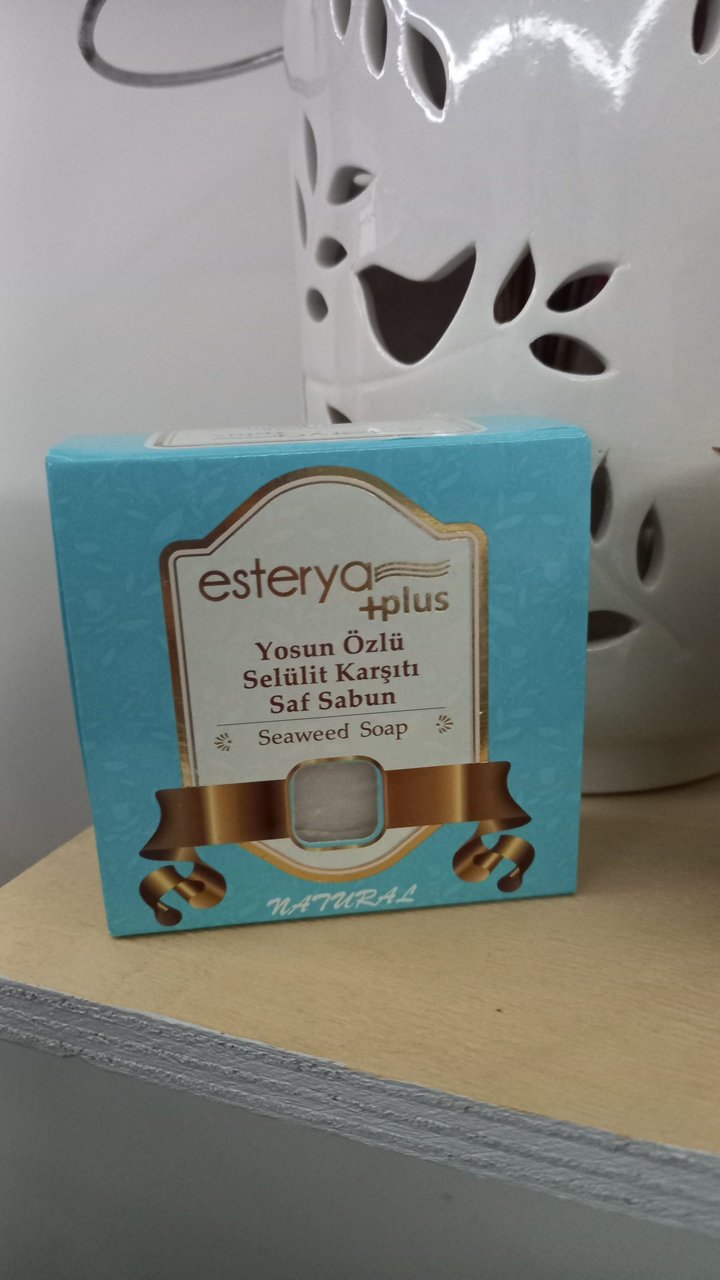 esterya
+plus
Yosun Özlü
Selülit Karşıtı
Saf Sabun
Seaweed Soap
NATURAL